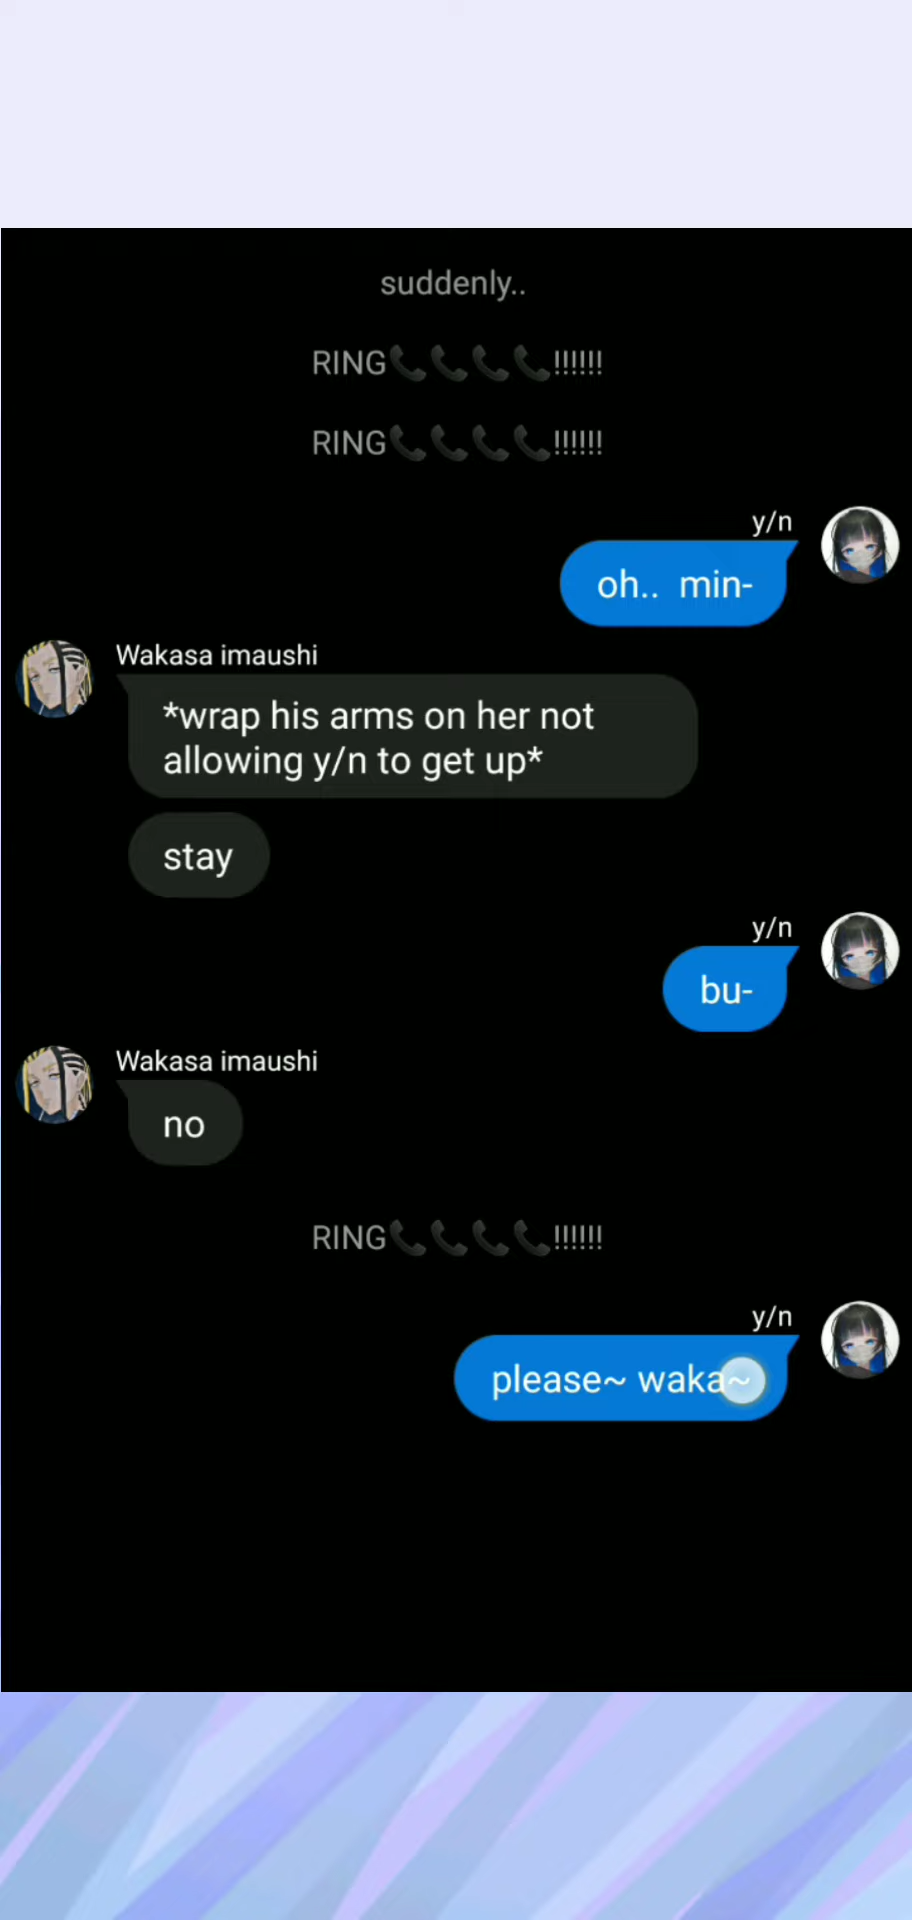 suddenly..
RING📞📞📞📞!!!!!!
RING📞📞📞📞!!!!!!
y/n
oh..  min-
Wakasa imaushi
*wrap his arms on her not
allowing y/n to get up*
stay
y/n
bu-
Wakasa imaushi
no
RING📞📞📞📞!!!!!!
y/n
please~ waka~